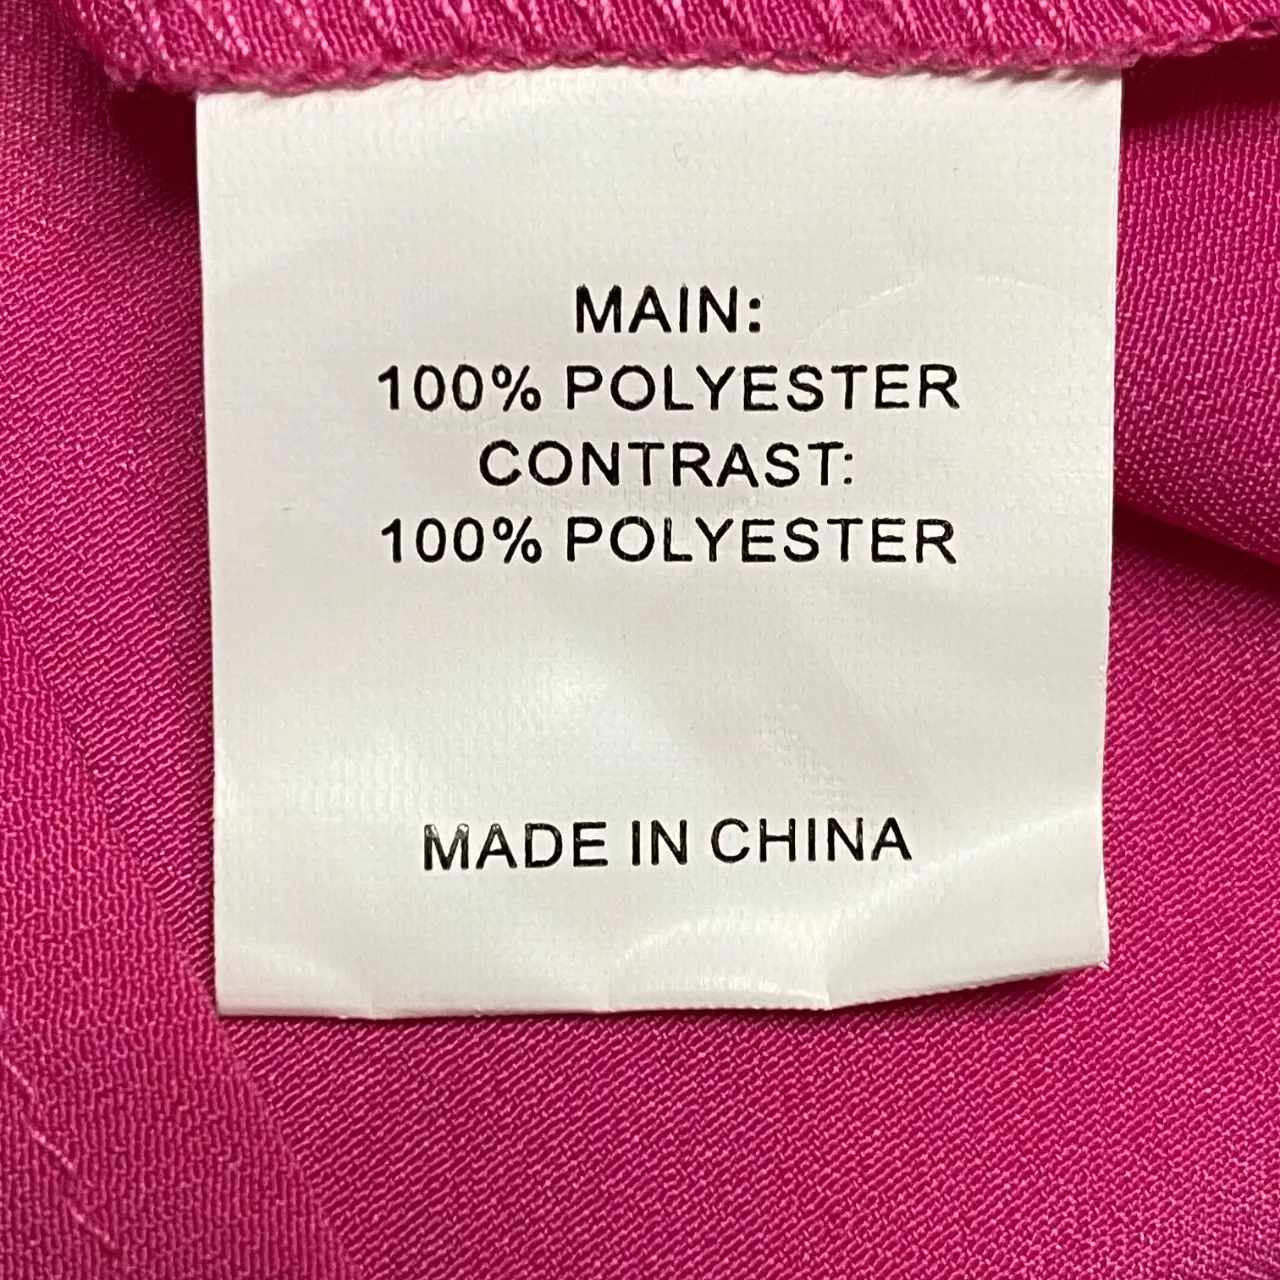 MAIN:
100% POLYESTER
CONTRAST:
100% POLYESTER
MADE IN CHINA